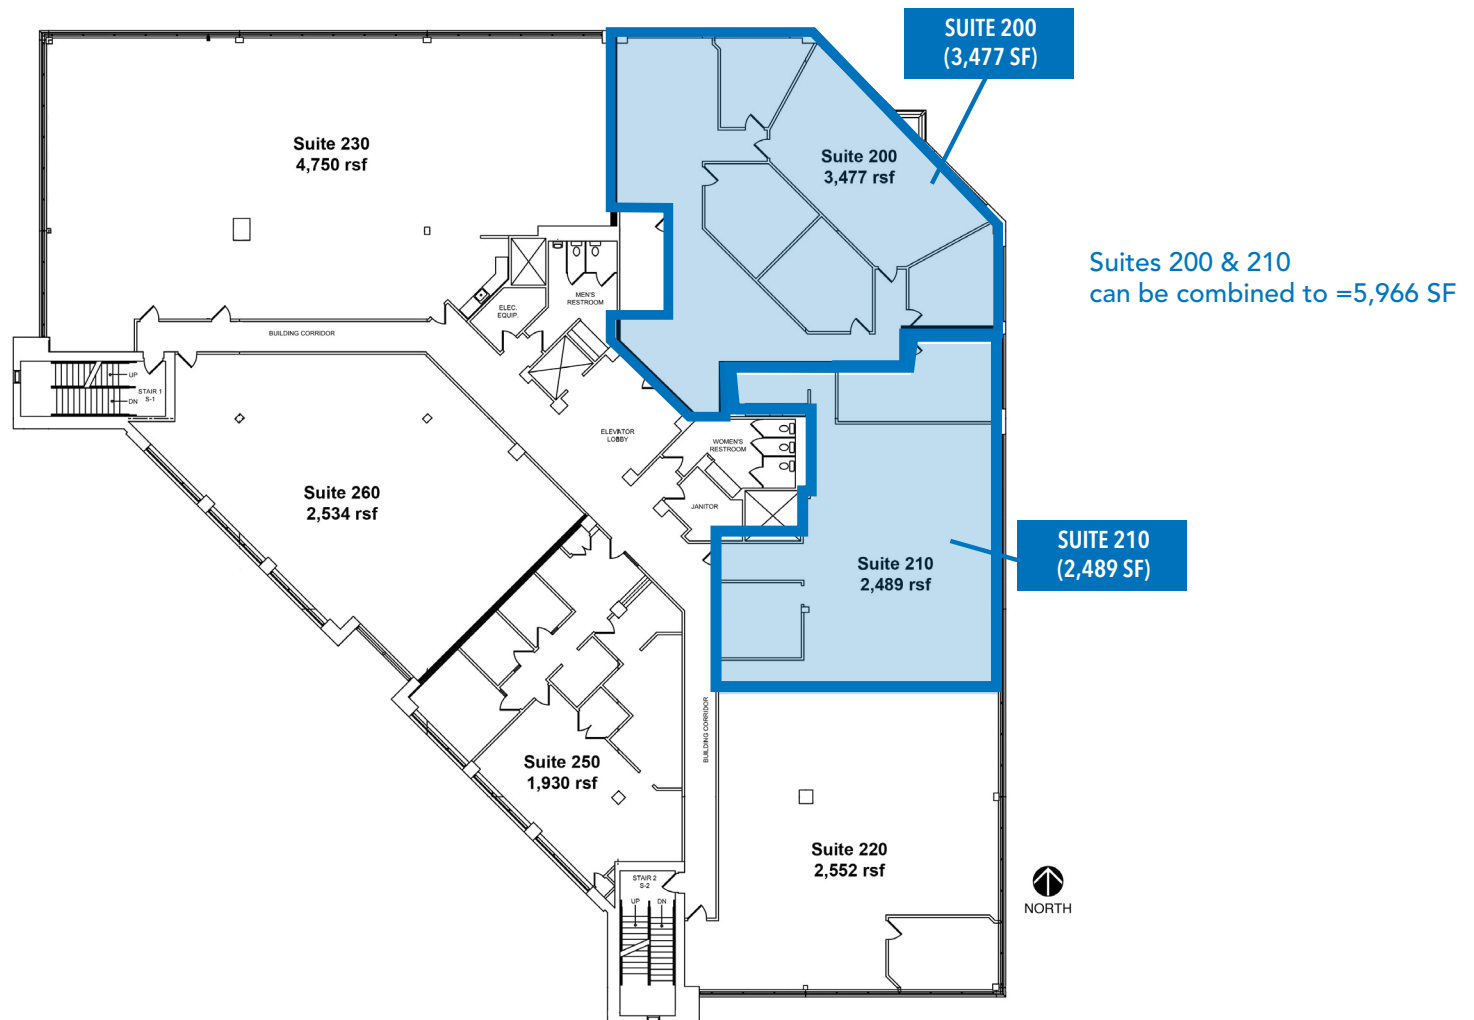 SUITE 200
(3,477 SF)
Suite 230
4,750 rsf
Suite 200
3,477 rsf
Suites 200 & 210
can be combined to =5,966 SF
MEN'S
RESTROOM
ELEC.
EQUIP.
BUILDING CORRIDOR
UP
STAIR 1
S-1
DN
ELEVATOR
LOBBY
WOMEN'S
RESTROOM
Suite 260
2,534 rsf
JANITOR
SUITE 210
(2,489 SF)
Suite 210
2,489 rsf
BUILDING CORRIDOR
Suite 250
1,930 rsf
Suite 220
2,552 rsf
STAIR 2
S-2
UP
DN
NORTH